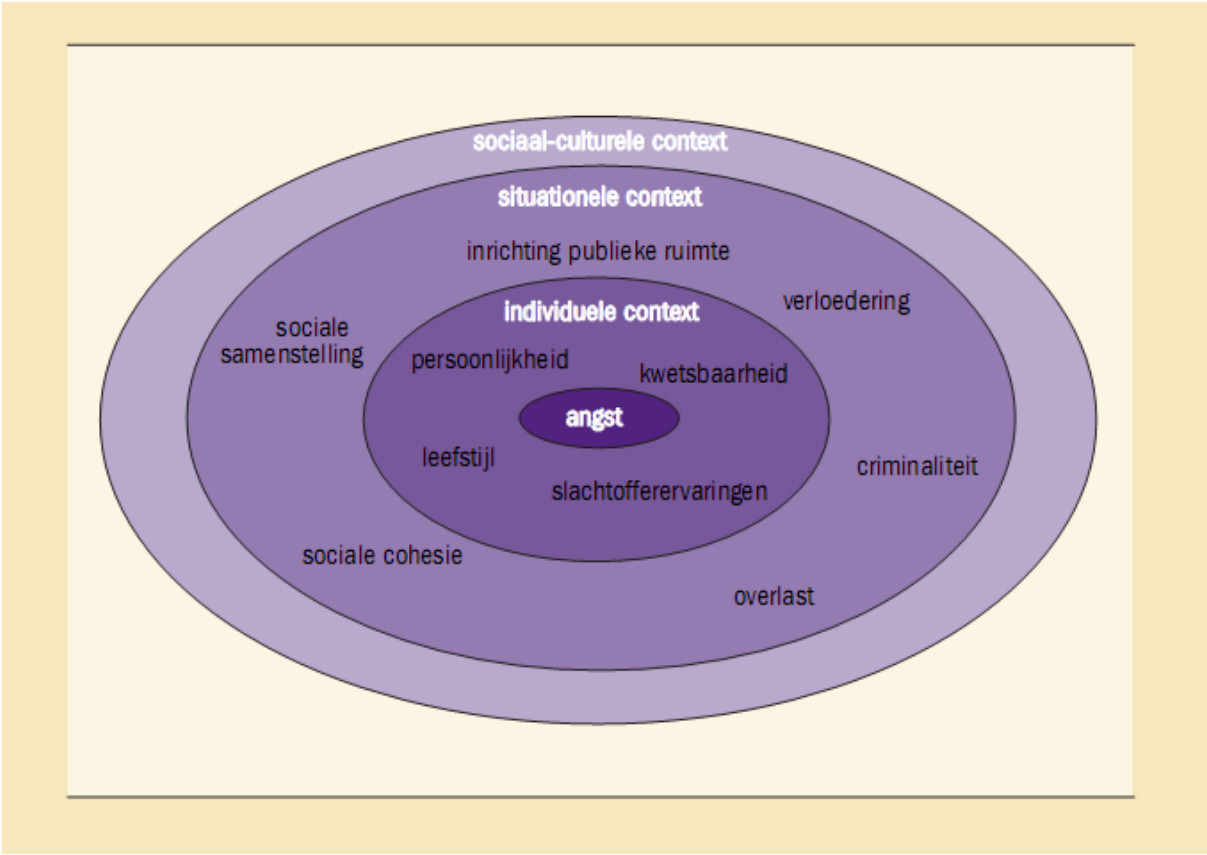 sociaal-culturele context
situationele context
inrichting publieke ruimte
verloedering
individuele context
sociale
samenstelling
persoonlijkheid
kwetsbaarheid
angst
leefstijl
criminaliteit
slachtofferervaringen
sociale cohesie
overlast